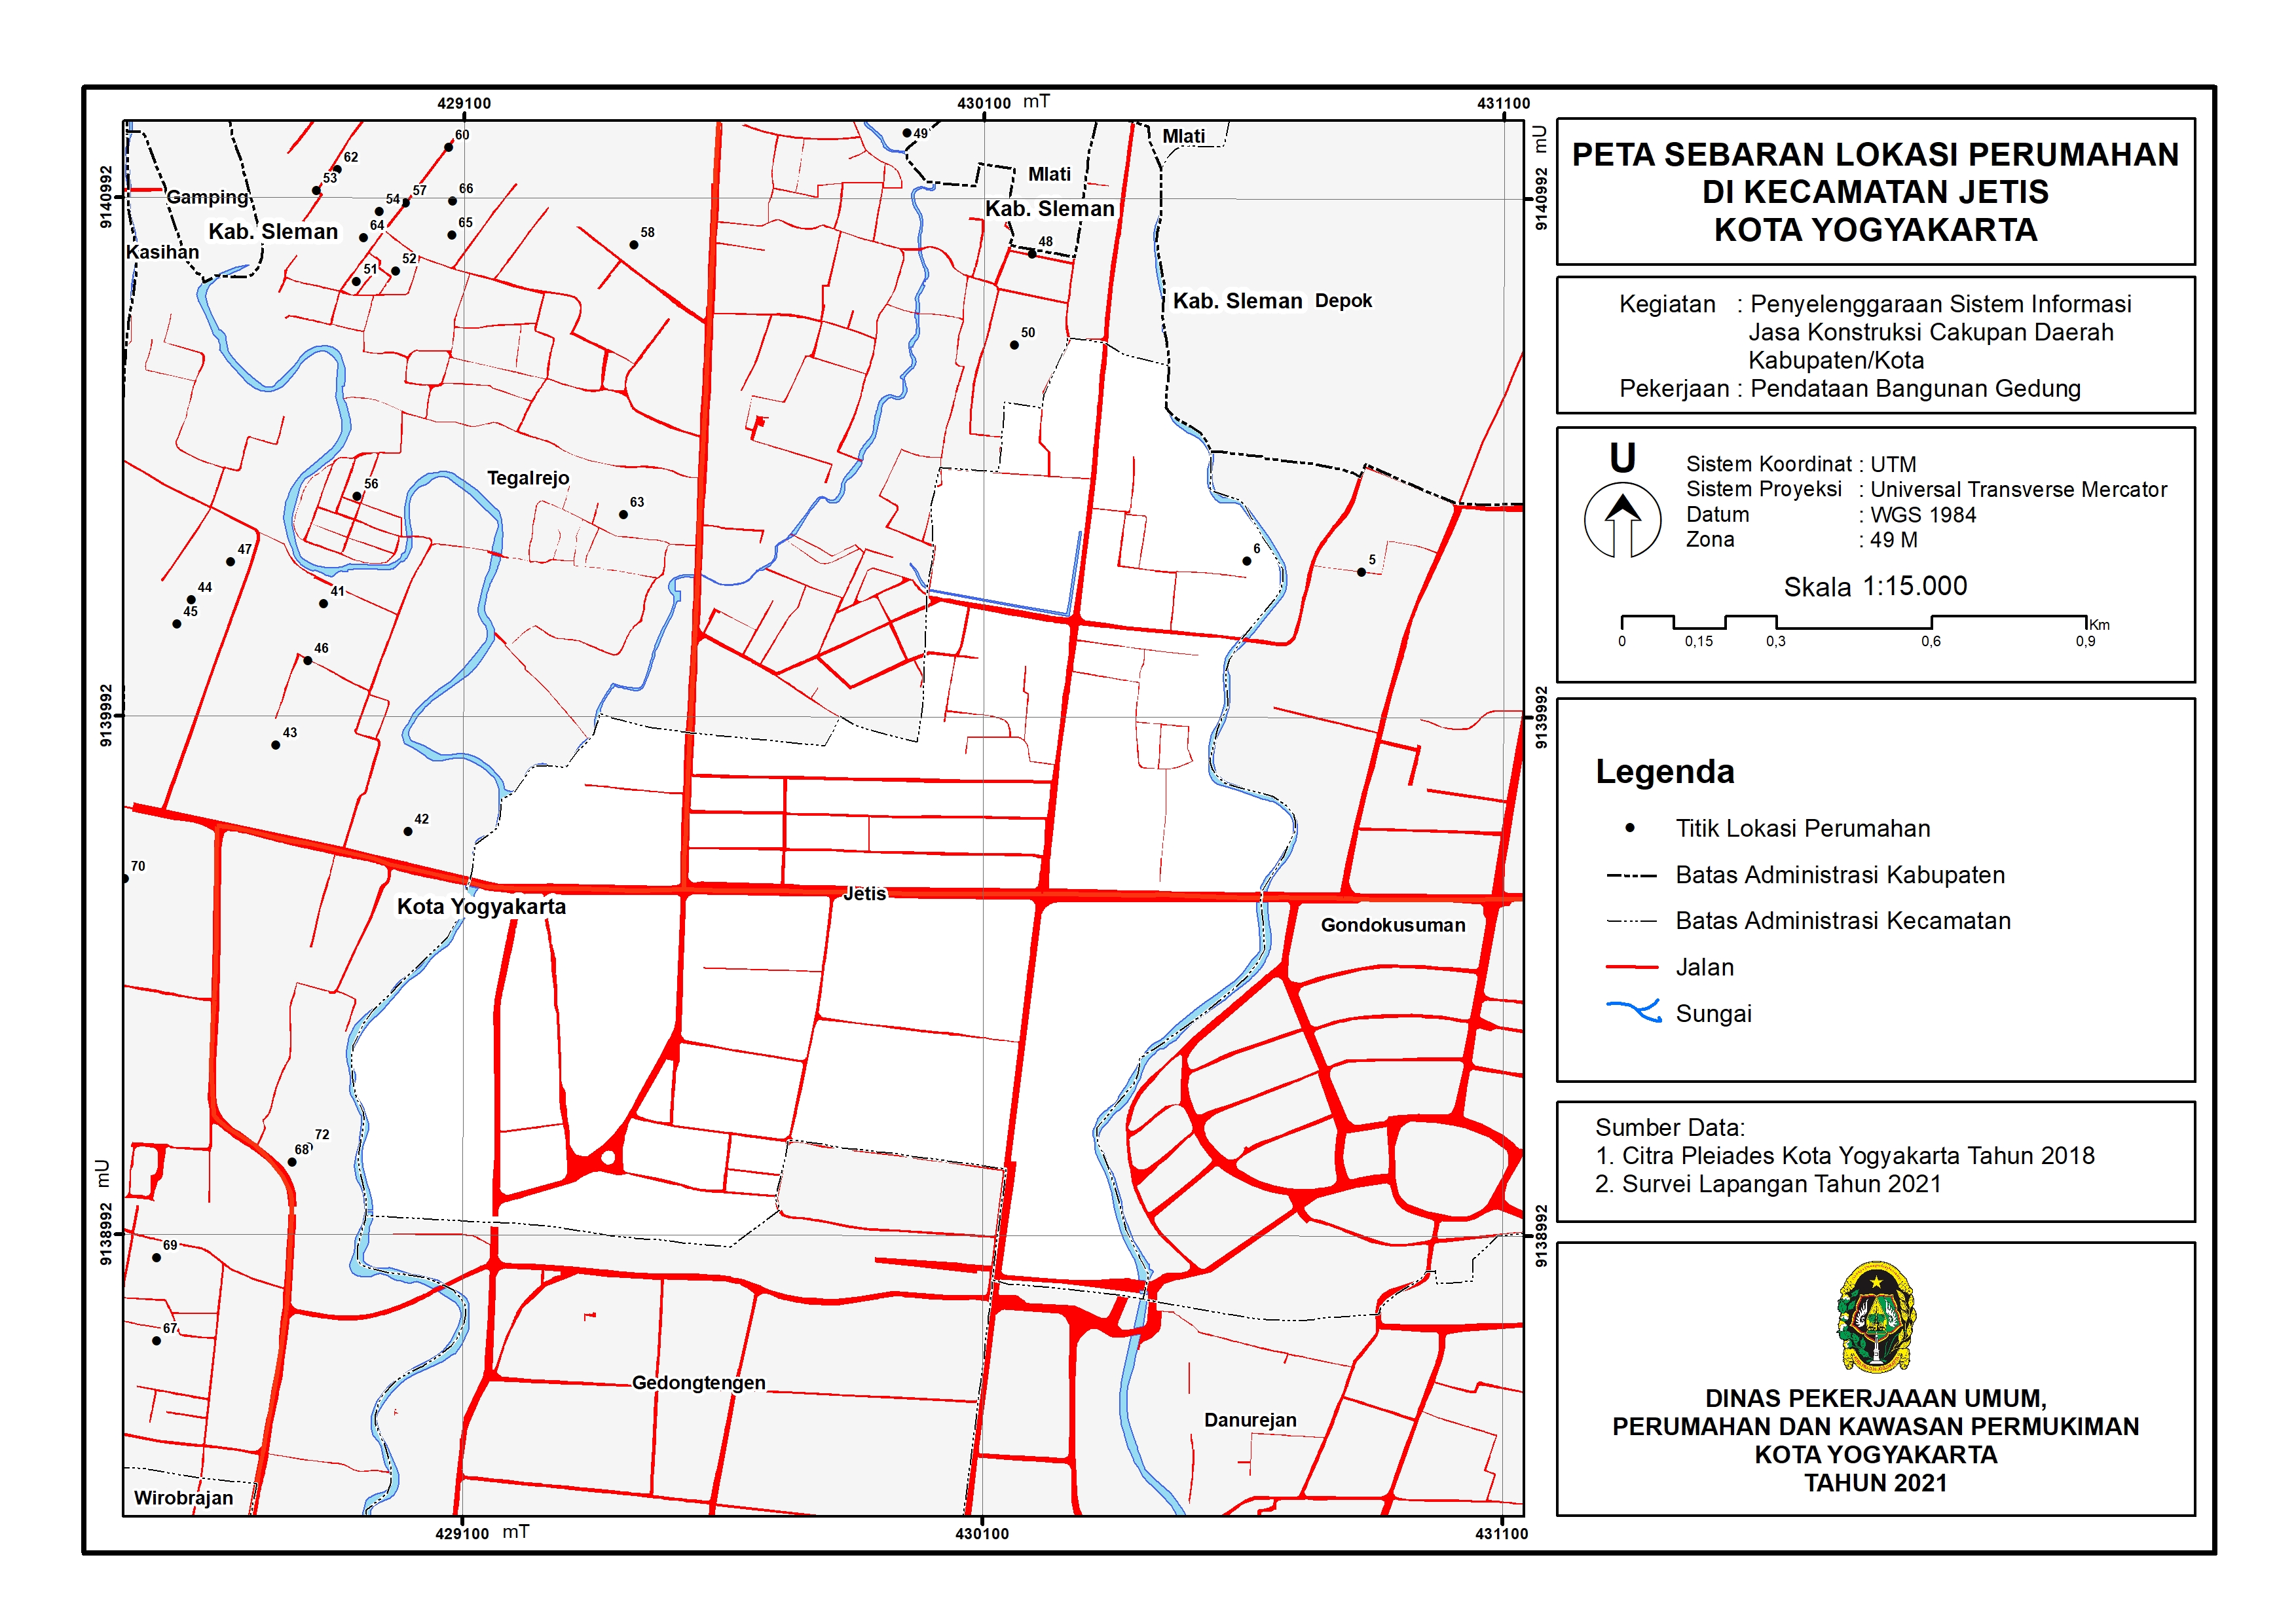 429100
430100 mT
431100
9140992
mU
9140992
9139992
9139992
mU
9138992
9138992
60
49
62
53
57
66
54
64
65
58
51
52
48
50
Mlati
Mlati
Kab. Sleman
Gamping
Kab. Sleman
Kasihan
Kab. Sleman Depok
56
Tegalrejo
63
47
44
45
41
46
43
42
6
5
70
Jetis
Kota Yogyakarta
Gondokusuman
72
68
69
67
Gedongtengen
Danurejan
Wirobrajan
429100 mT
430100
431100
PETA SEBARAN LOKASI PERUMAHAN
DI KECAMATAN JETIS
KOTA YOGYAKARTA
Kegiatan : Penyelenggaraan Sistem Informasi
Jasa Konstruksi Cakupan Daerah
Kabupaten/Kota
Pekerjaan : Pendataan Bangunan Gedung
U
Sistem Koordinat : UTM
Sistem Proyeksi : Universal Transverse Mercator
Datum : WGS 1984
Zona : 49 M
Skala 1:15.000
Km
0 0,15 0,3 0,6 0,9
Legenda
Titik Lokasi Perumahan
Batas Administrasi Kabupaten
Batas Administrasi Kecamatan
Jalan
Sungai
Sumber Data:
1. Citra Pleiades Kota Yogyakarta Tahun 2018
2. Survei Lapangan Tahun 2021
DINAS PEKERJAAAN UMUM,
PERUMAHAN DAN KAWASAN PERMUKIMAN
KOTA YOGYAKARTA
TAHUN 2021